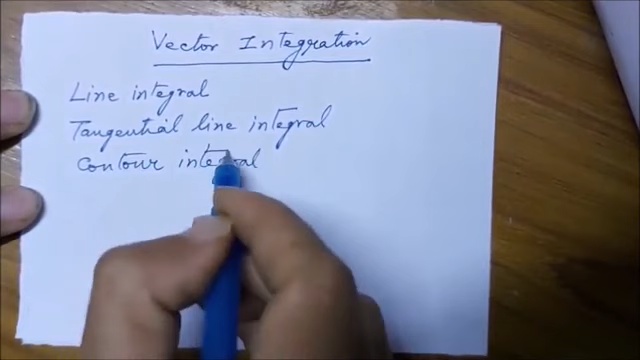 Vector Integration
Line integral
Tangential line integral
contour integral